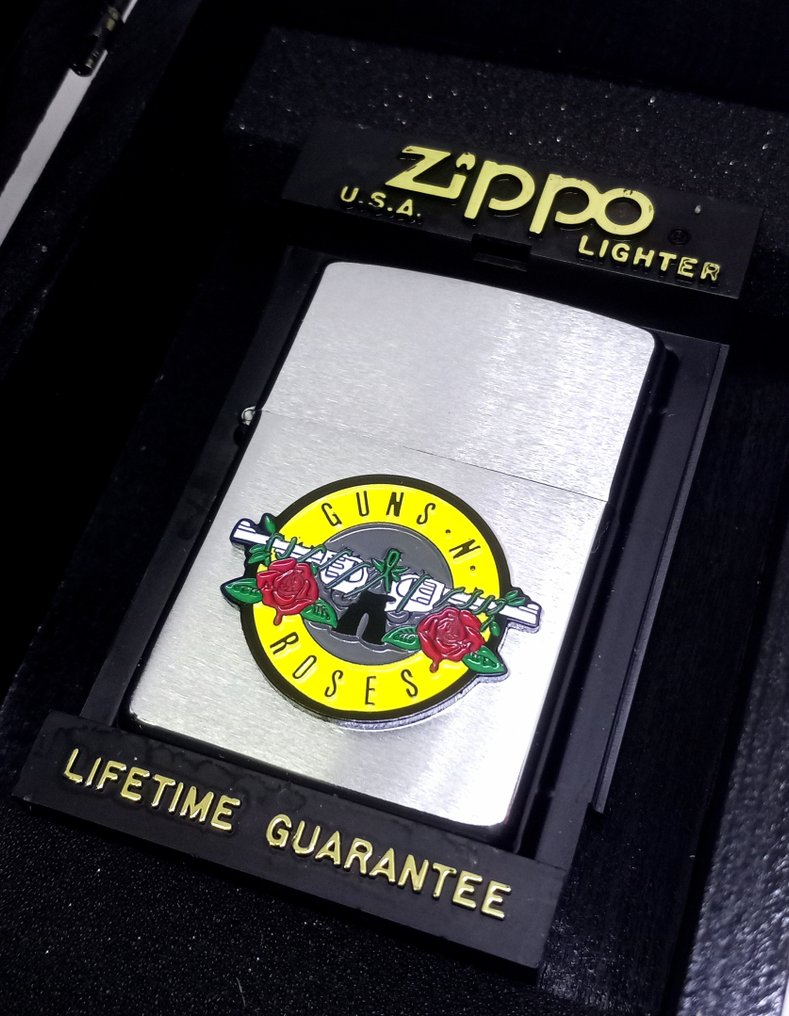 Zippo ®
U.S.A.
LIGHTER
GUNS·N·
ROSES
LIFETIME GUARANTEE